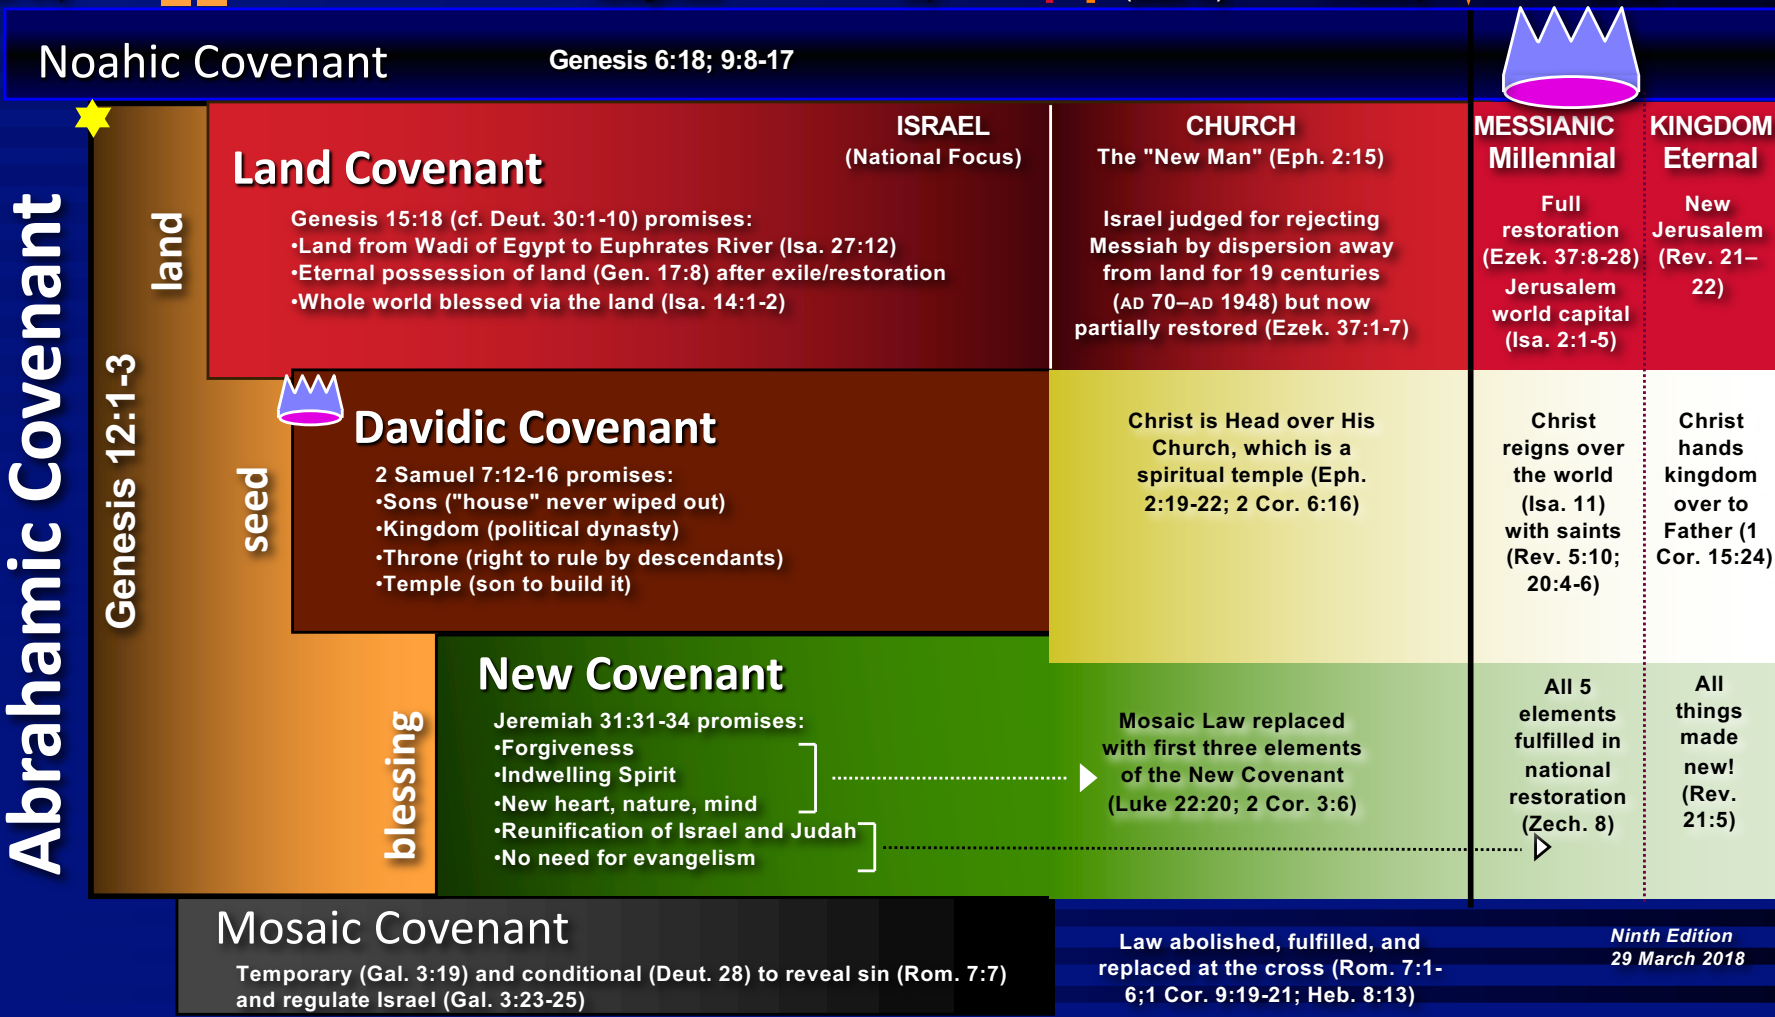 Noahic Covenant
Genesis 6:18; 9:8-17
Abrahamic Covenant
Genesis 12:1-3
land
seed
blessing
Land Covenant
ISRAEL
(National Focus)
Genesis 15:18 (cf. Deut. 30:1-10) promises:
•Land from Wadi of Egypt to Euphrates River (Isa. 27:12)
•Eternal possession of land (Gen. 17:8) after exile/restoration
•Whole world blessed via the land (Isa. 14:1-2)
CHURCH
The "New Man" (Eph. 2:15)
Israel judged for rejecting
Messiah by dispersion away
from land for 19 centuries
(AD 70–AD 1948) but now
partially restored (Ezek. 37:1-7)
MESSIANIC
Millennial
Full
restoration
(Ezek. 37:8-28)
Jerusalem
world capital
(Isa. 2:1-5)
KINGDOM
Eternal
New
Jerusalem
(Rev. 21–
22)
Davidic Covenant
2 Samuel 7:12-16 promises:
•Sons ("house" never wiped out)
•Kingdom (political dynasty)
•Throne (right to rule by descendants)
•Temple (son to build it)
Christ is Head over His
Church, which is a
spiritual temple (Eph.
2:19-22; 2 Cor. 6:16)
Christ
reigns over
the world
(Isa. 11)
with saints
(Rev. 5:10;
20:4-6)
Christ
hands
kingdom
over to
Father (1
Cor. 15:24)
New Covenant
Jeremiah 31:31-34 promises:
•Forgiveness
•Indwelling Spirit
•New heart, nature, mind
•Reunification of Israel and Judah
•No need for evangelism
Mosaic Law replaced
with first three elements
of the New Covenant
(Luke 22:20; 2 Cor. 3:6)
All 5
elements
fulfilled in
national
restoration
(Zech. 8)
All
things
made
new!
(Rev.
21:5)
Mosaic Covenant
Temporary (Gal. 3:19) and conditional (Deut. 28) to reveal sin (Rom. 7:7)
and regulate Israel (Gal. 3:23-25)
Law abolished, fulfilled, and
replaced at the cross (Rom. 7:1-
6;1 Cor. 9:19-21; Heb. 8:13)
Ninth Edition
29 March 2018